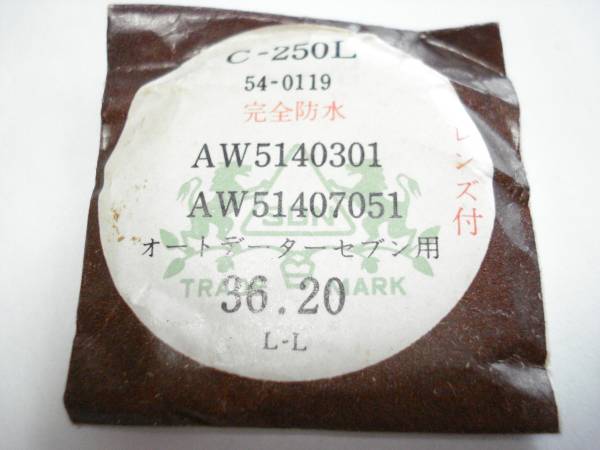 C-250L
54-0119
完全防水
レンズ付
AW5140301
AW51407051
オートデーターセブン用
36.20
TRADE MARK
L-L